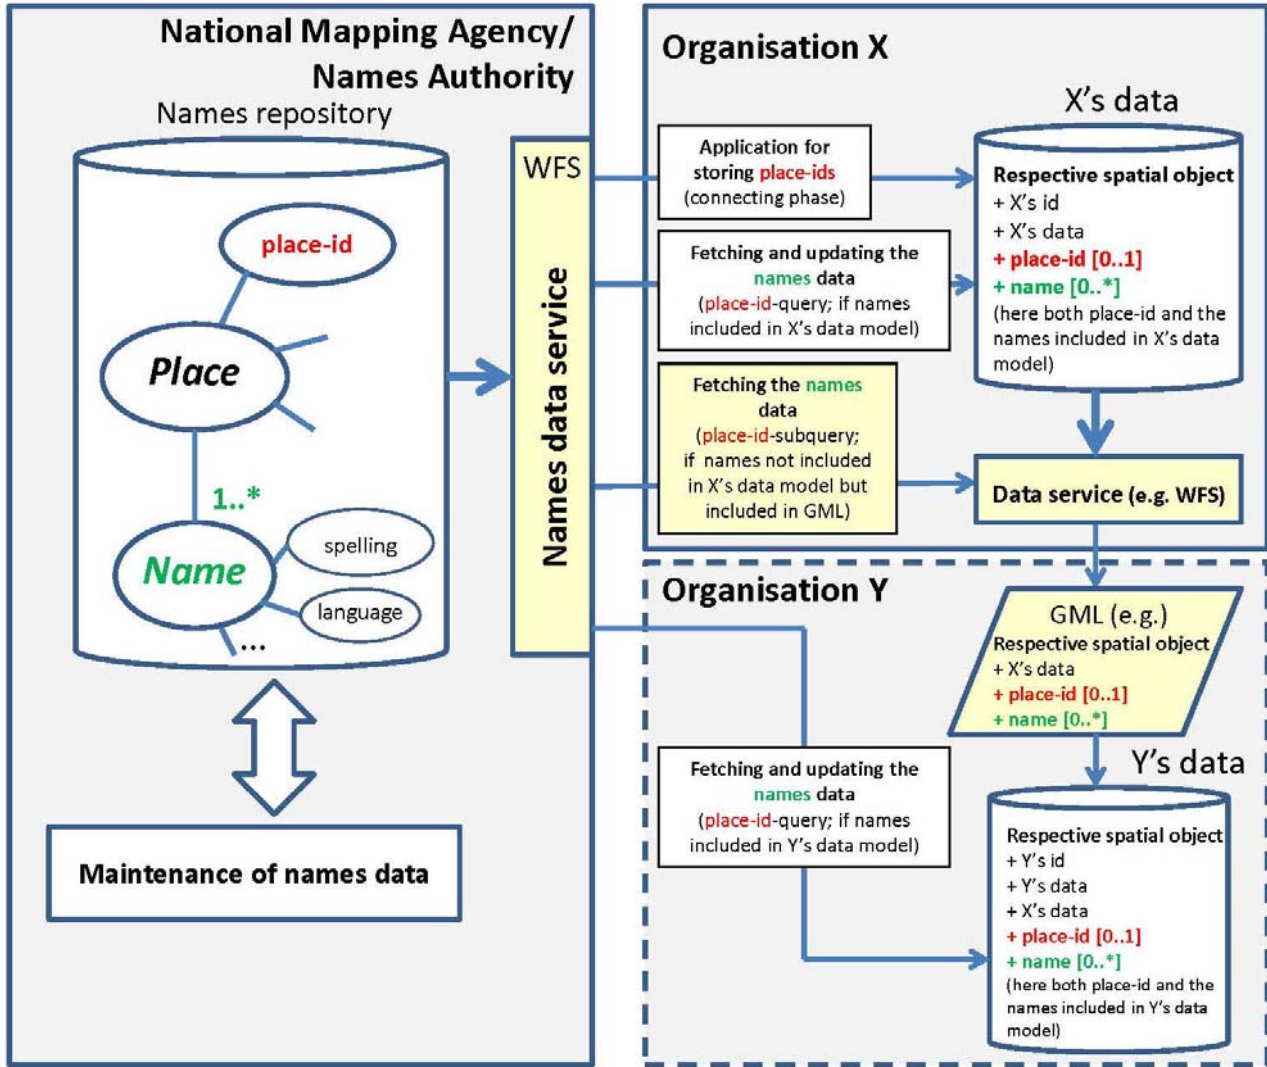 National Mapping Agency/
Names Authority
Names repository
place-id
Place
1..*
Name
spelling
language
...
Maintenance of names data
WFS
Names data service
Organisation X
X's data
Application for
storing place-ids
(connecting phase)
Fetching and updating the
names data
(place-id-query; if names
included in X's data model)
Fetching the names
data
(place-id-subquery;
if names not included
in X's data model but
included in GML)
Respective spatial object
+ X's id
+ X's data
+ place-id [0..1]
+ name [0..*]
(here both place-id and the
names included in X's data
model)
Data service (e.g. WFS)
Organisation Y
GML (e.g.)
Respective spatial object
+ X's data
+ place-id [0..1]
+ name [0..*]
Y's data
Fetching and updating the
names data
(place-id-query; if names
included in Y's data model)
Respective spatial object
+ Y's id
+ Y's data
+ X's data
+ place-id [0..1]
+ name [0..*]
(here both place-id and the
names included in Y's data
model)